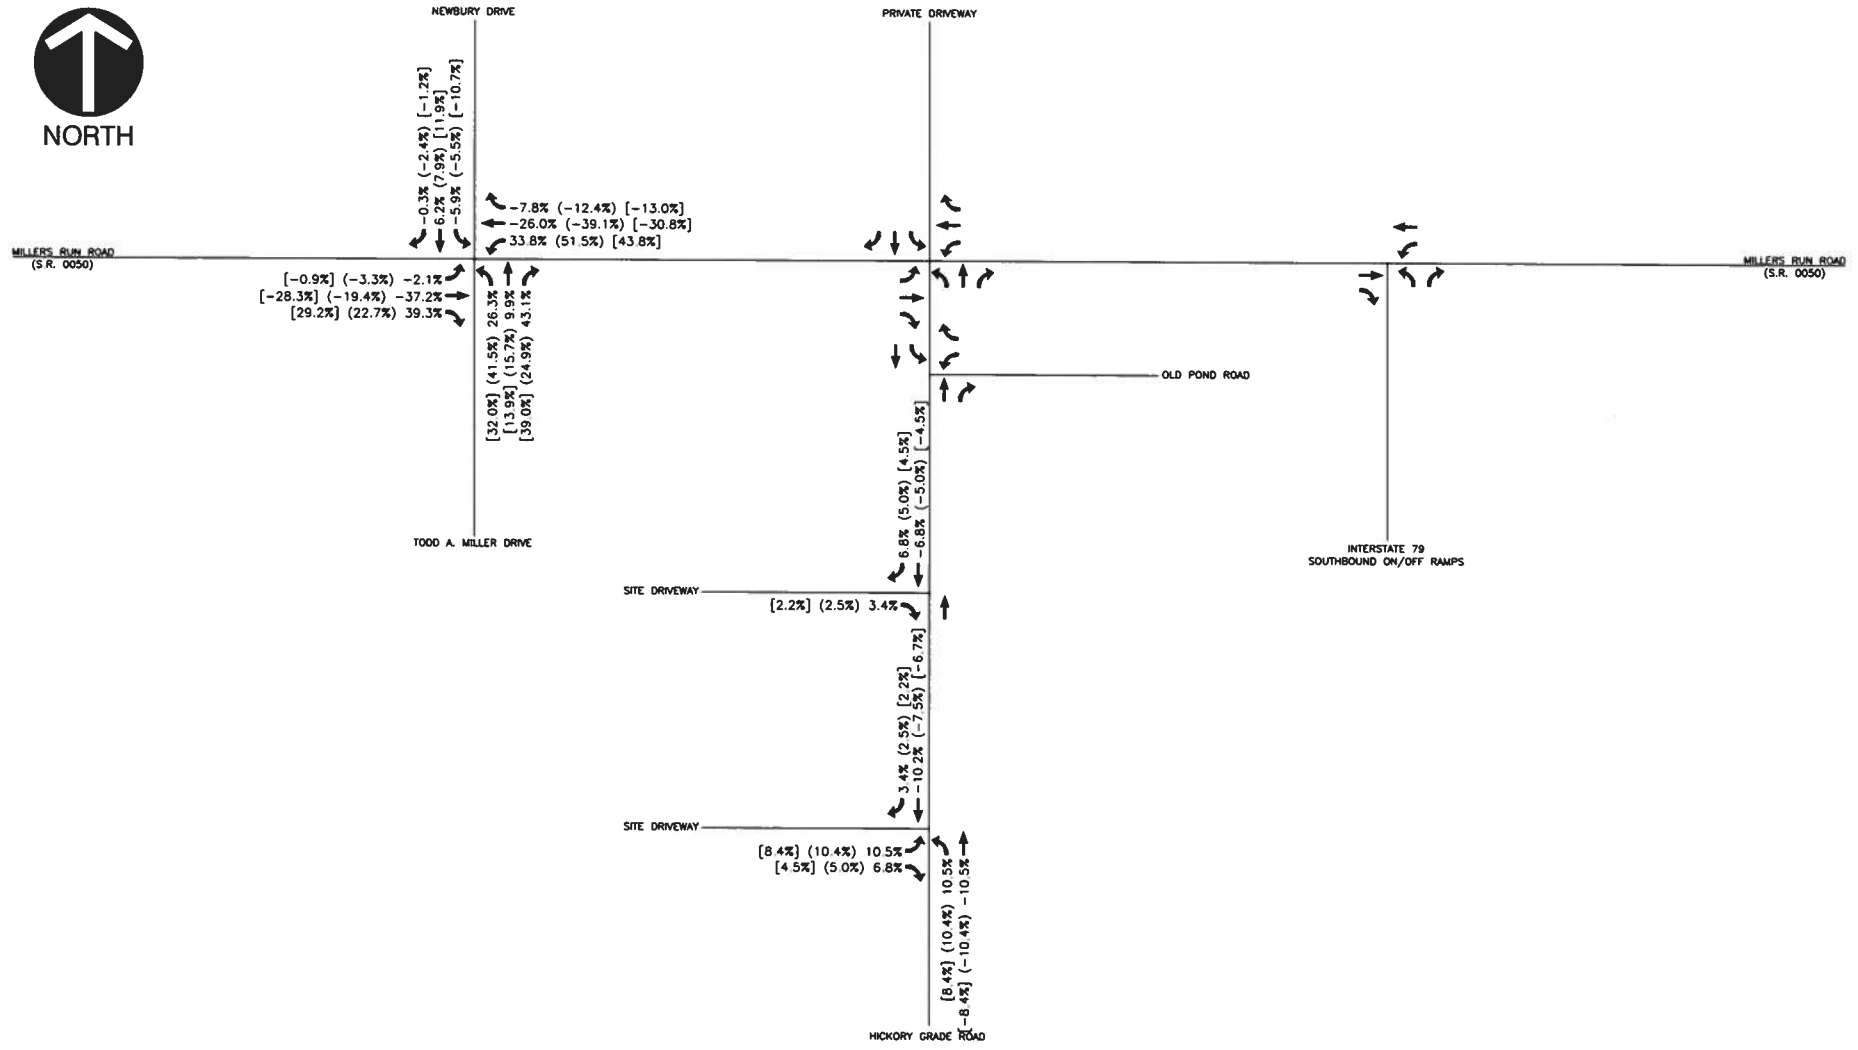 NEWBURY DRIVE
PRIVATE DRIVEWAY
NORTH
-0.3% (-2.4%) [-1.2%]
6.2% (7.9%) [11.9%]
-5.9% (-5.5%) [-10.7%]
-7.8% (-12.4%) [-13.0%]
-26.0% (-39.1%) [-30.8%]
33.8% (51.5%) [43.8%]
MILLERS RUN ROAD
(S.R. 0050)
MILLERS RUN ROAD
(S.R. 0050)
[-0.9%] (-3.3%) -2.1%
[-28.3%] (-19.4%) -37.2%
[29.2%] (22.7%) 39.3%
[32.0%] (41.5%) 26.3%
[13.9%] (15.7%) 9.9%
[39.0%] (24.9%) 43.1%
OLD POND ROAD
6.8% (5.0%) [4.5%]
-6.8% (-5.0%) [-4.5%]
TODD A. MILLER DRIVE
INTERSTATE 79
SOUTHBOUND ON/OFF RAMPS
SITE DRIVEWAY
[2.2%] (2.5%) 3.4%
3.4% (2.5%) [2.2%]
-10.2% (-7.5%) [-6.7%]
SITE DRIVEWAY
[8.4%] (10.4%) 10.5%
[4.5%] (5.0%) 6.8%
[8.4%] (10.4%) 10.5%
[-8.4%] (-10.4%) -10.5%
HICKORY GRADE ROAD